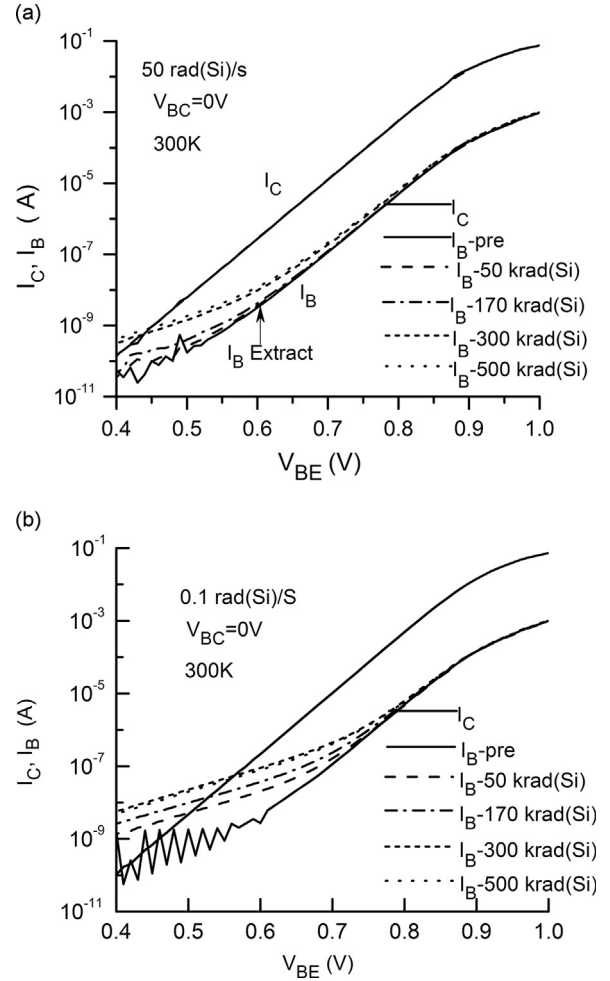 (a)
10^-1
10^-3
10^-5
10^-7
10^-9
10^-11
I_C, I_B ( A)
50 rad(Si)/s
V_BC=0V
300K
I_C
I_C
I_B-pre
I_B-50 krad(Si)
I_B-170 krad(Si)
I_B-300 krad(Si)
I_B-500 krad(Si)
I_B
I_B Extract
0.4 0.5 0.6 0.7 0.8 0.9 1.0
V_BE (V)
(b)
10^-1
10^-3
10^-5
10^-7
10^-9
10^-11
I_C, I_B (A)
0.1 rad(Si)/S
V_BC=0V
300K
I_C
I_B-pre
I_B-50 krad(Si)
I_B-170 krad(Si)
I_B-300 krad(Si)
I_B-500 krad(Si)
0.4 0.5 0.6 0.7 0.8 0.9 1.0
V_BE (V)